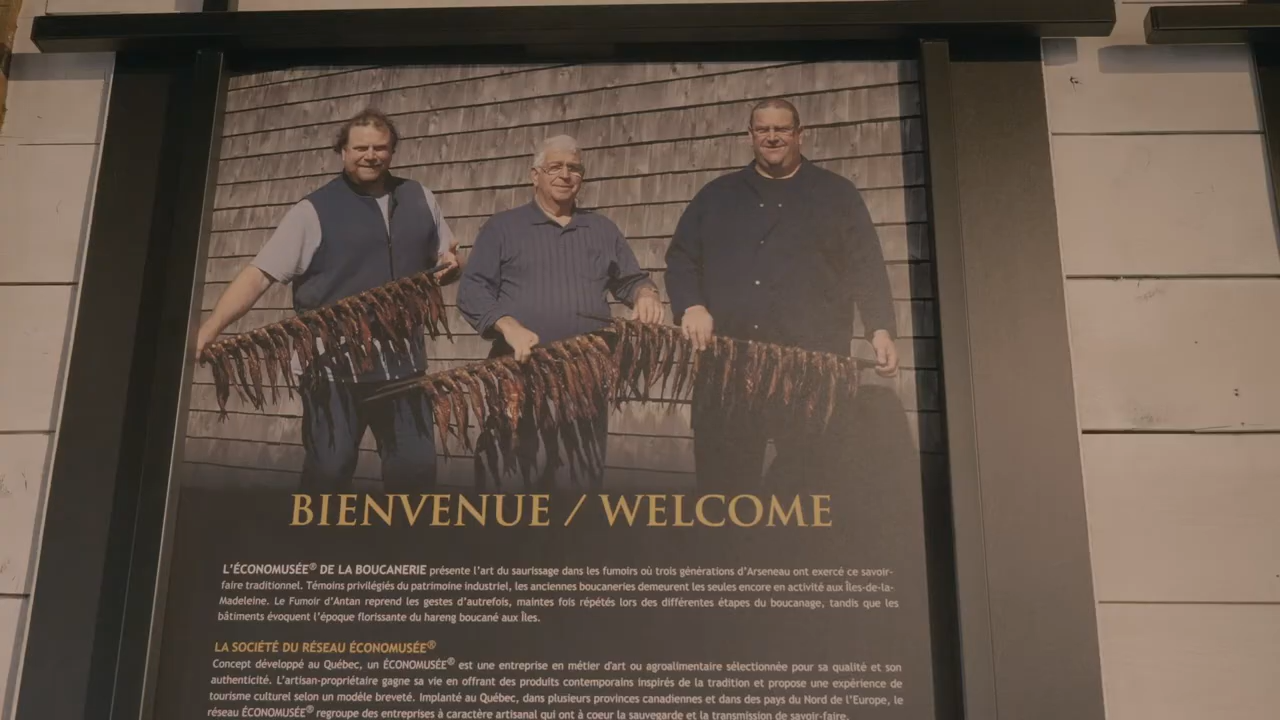 BIENVENUE / WELCOME
L'ÉCONOMUSÉE® DE LA BOUCANERIE présente l'art du saurissage dans les fumoirs où trois générations d'Arseneau ont exercé ce savoir-
faire traditionnel. Témoins privilégiés du patrimoine industriel, les anciennes boucaneries demeurent les seules encore en activité aux Îles-de-la-
Madeleine. Le Fumoir d'Antan reprend les gestes d'autrefois, maintes fois répétés lors des différentes étapes du boucanage, tandis que les
bâtiments évoquent l'époque florissante du hareng boucané aux Îles.
LA SOCIÉTÉ DU RÉSEAU ÉCONOMUSÉE®
Concept développé au Québec, un ÉCONOMUSÉE® est une entreprise en métier d'art ou agroalimentaire sélectionnée pour sa qualité et son
authenticité. L'artisan-propriétaire gagne sa vie en offrant des produits contemporains inspirés de la tradition et propose une expérience de
tourisme culturel selon un modèle breveté. Implanté au Québec, dans plusieurs provinces canadiennes et dans des pays du Nord de l'Europe, le
réseau ÉCONOMUSÉE® regroupe des entreprises à caractère artisanal qui ont à coeur la sauvegarde et la transmission de savoir-faire.